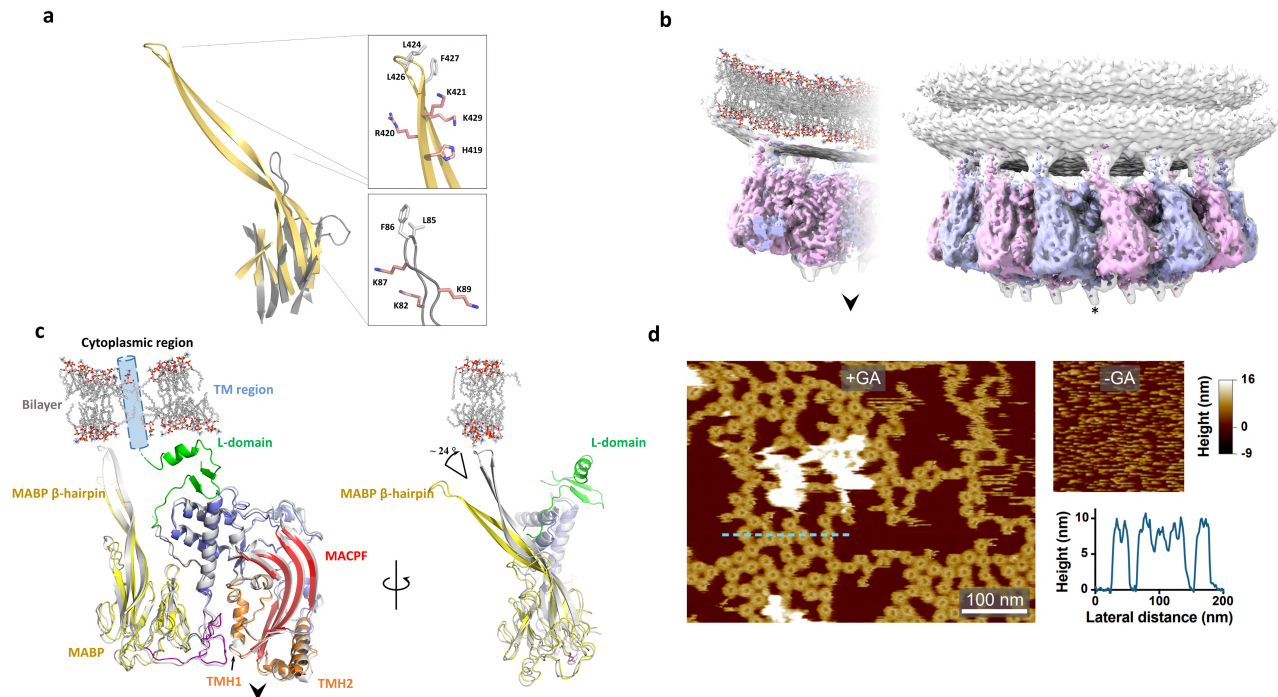 a
L424
F427
L426
K421
K429
R420
H419
F86
L85
K87
K89
K82
b
*
c
Cytoplasmic region
TM region
Bilayer
L-domain
MABP β-hairpin
MACPF
MABP
TMH1
TMH2
~ 24 °
L-domain
MABP β-hairpin
d
+GA
100 nm
-GA
Height (nm)
16
0
-9
Height (nm)
10
5
0
0
100
200
Lateral distance (nm)